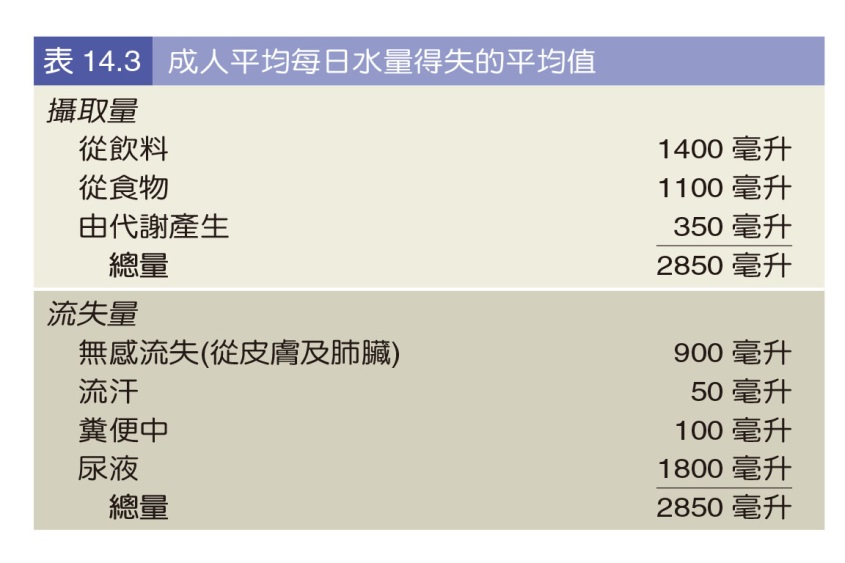 表 14.3 成人平均每日水量得失的平均值
攝取量
從飲料 1400 毫升
從食物 1100 毫升
由代謝產生 350 毫升
總量 2850 毫升
流失量
無感流失(從皮膚及肺臟) 900 毫升
流汗 50 毫升
糞便中 100 毫升
尿液 1800 毫升
總量 2850 毫升